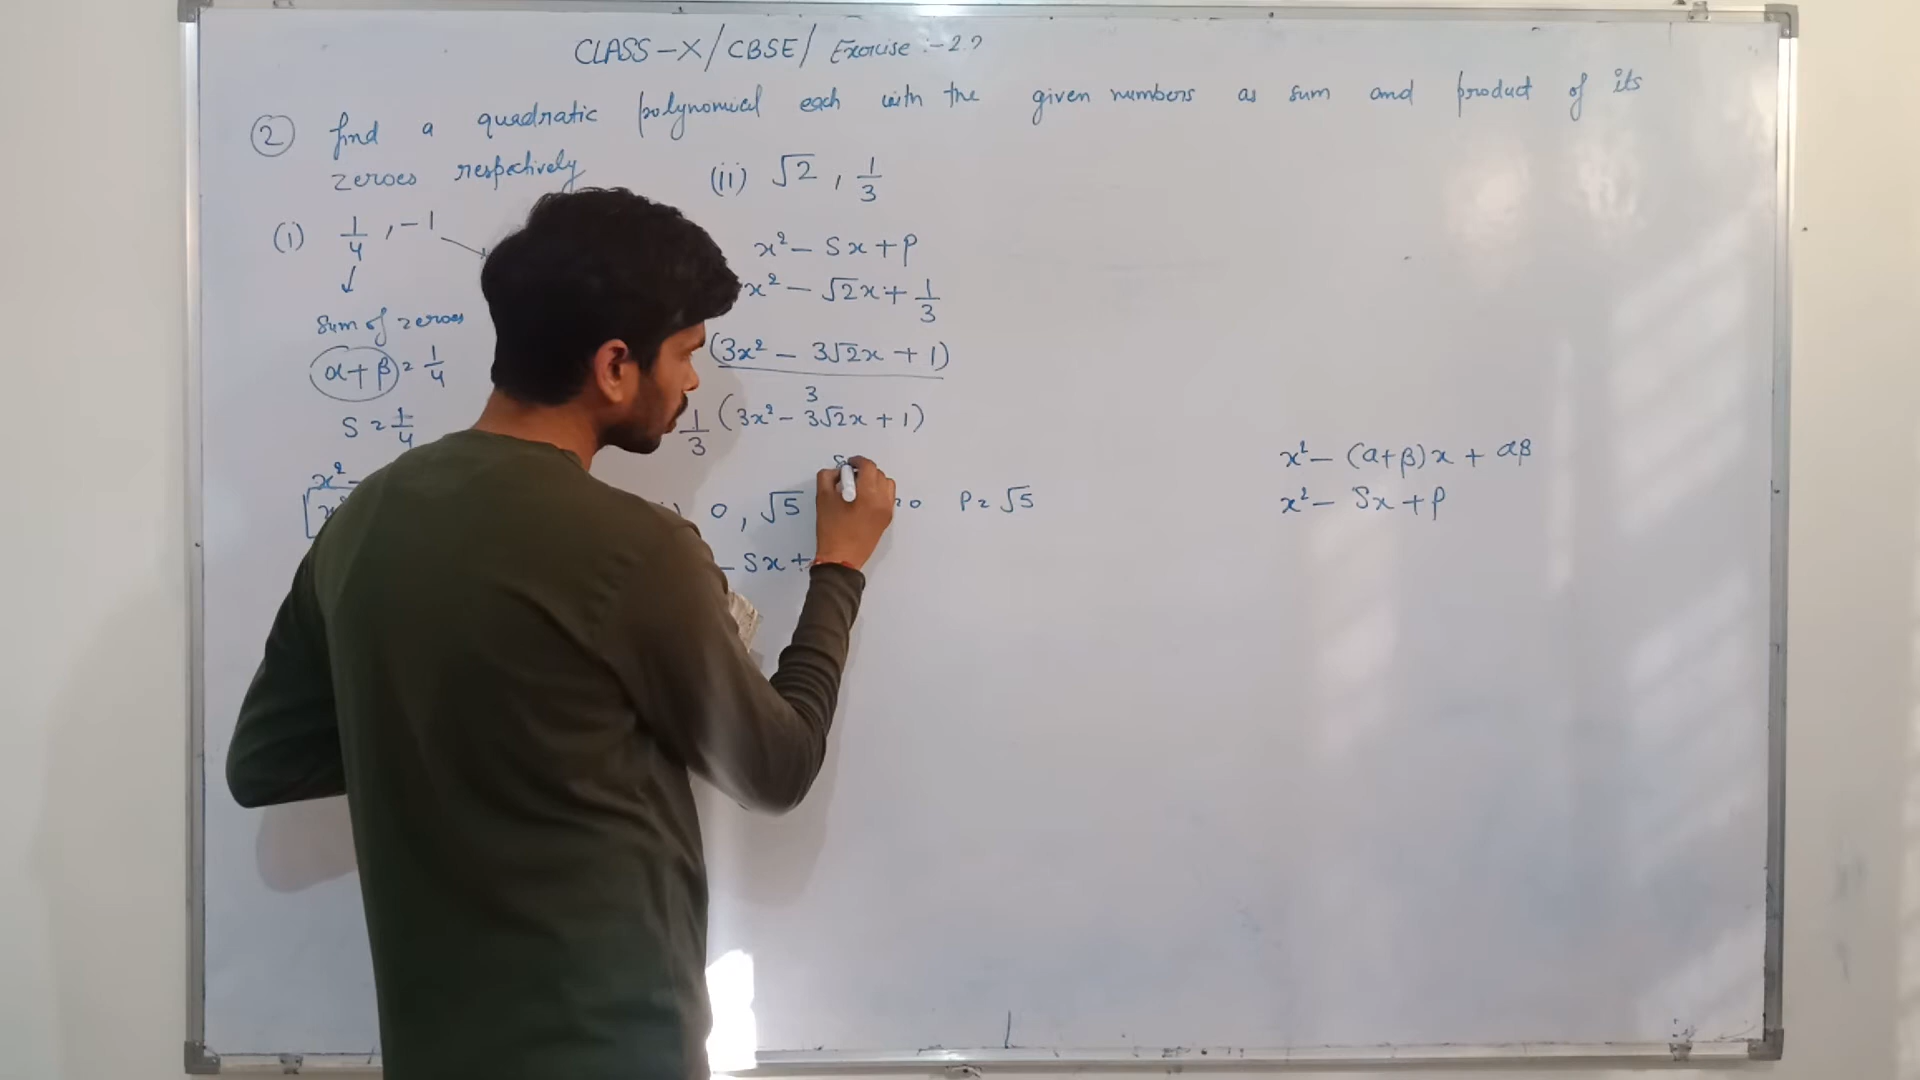 CLASS-X/CBSE/ Exercise :- 2.2
② find a quadratic polynomial each with the given numbers as sum and product of its
zeroes respectively
(i) 1/4, -1
↓
Sum of zeroes
α+β = 1/4
S = 1/4
x² -
(ii) √2, 1/3
x² - Sx + P
x² - √2x + 1/3
(3x² - 3√2x + 1)
3
1/3 (3x² - 3√2x + 1)
0, √5 = 0 P = √5
- Sx +
x² - (α+β)x + αβ
x² - Sx + P